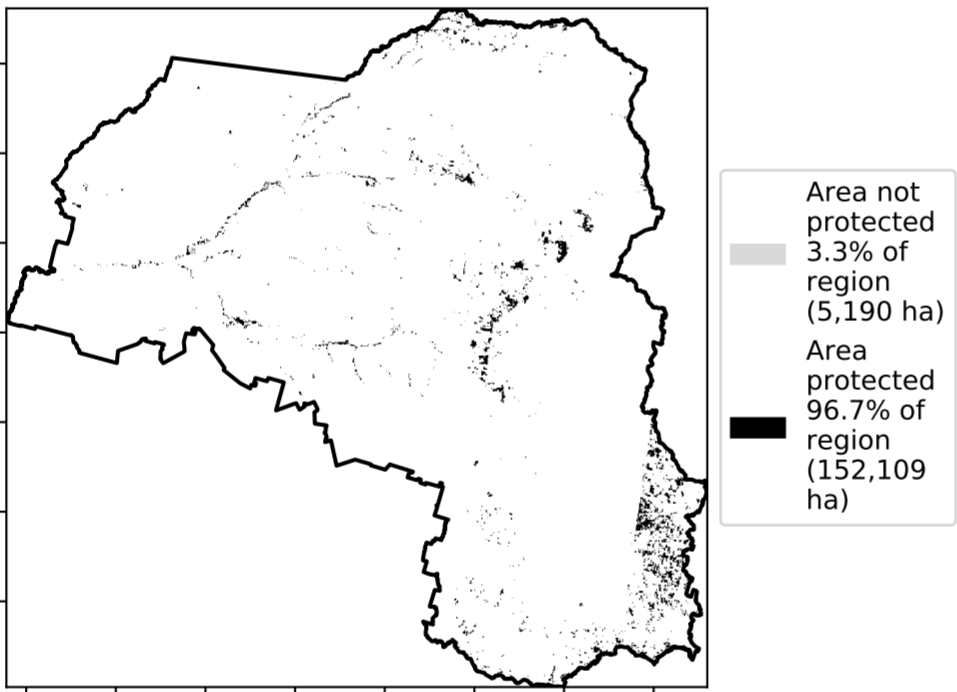 Area not
protected
3.3% of
region
(5,190 ha)
Area
protected
96.7% of
region
(152,109
ha)